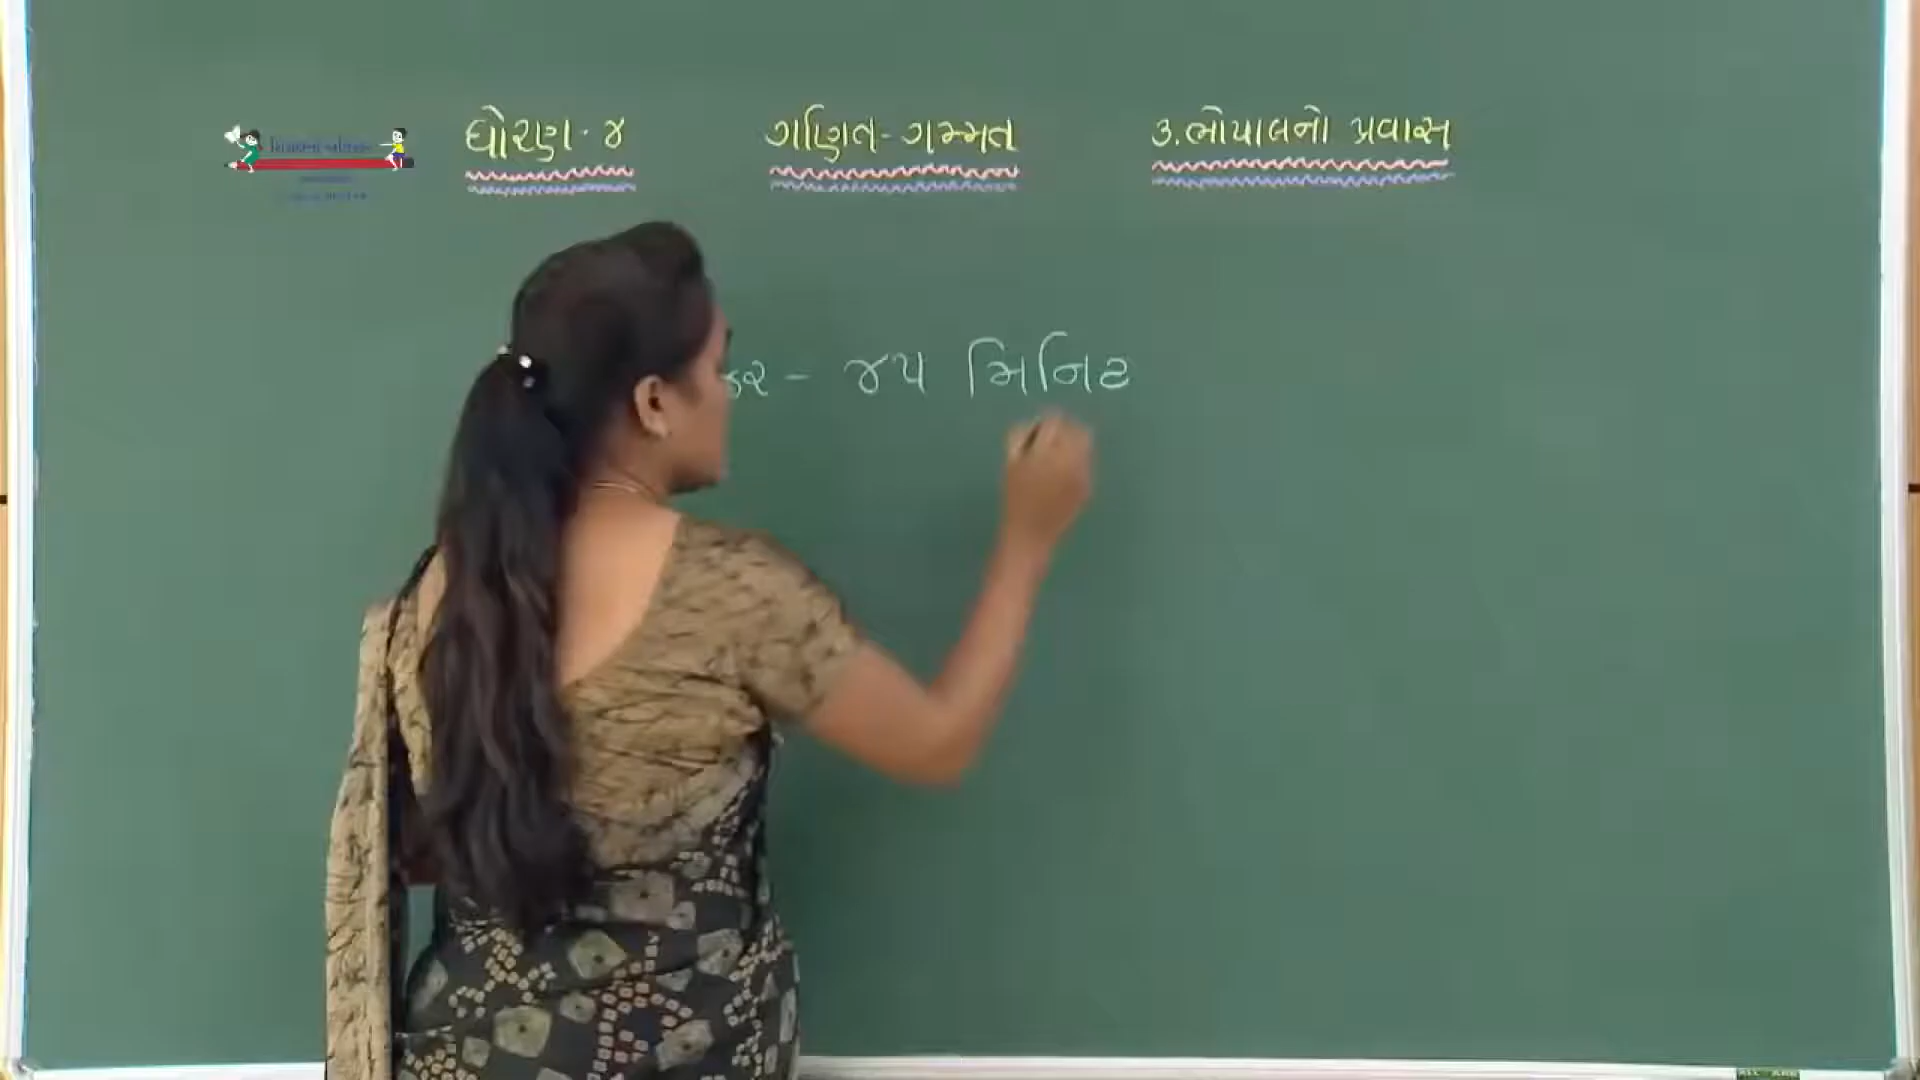 ધોરણ - ૪ ગણિત - ગમ્મત ૩. ભોપાલનો પ્રવાસ
- ૪૫ મિનિટ